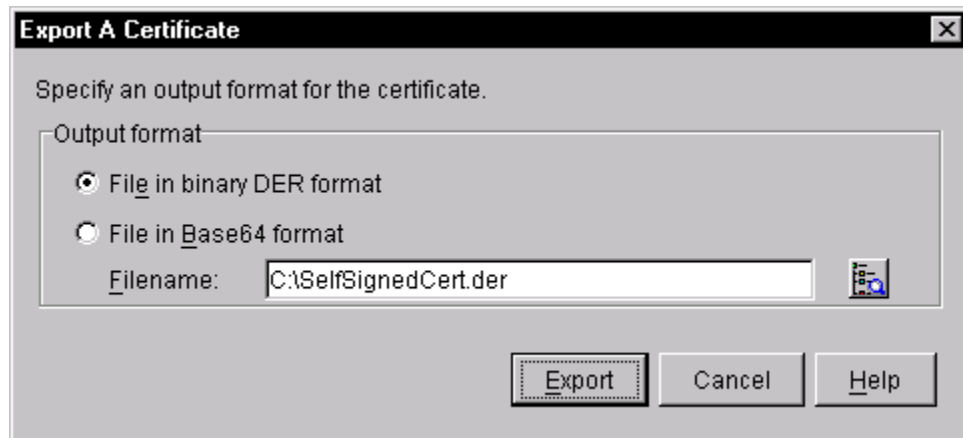 Export A Certificate
Specify an output format for the certificate.
Output format
File in binary DER format
File in Base64 format
Filename: C:\SelfSignedCert.der
Export Cancel Help